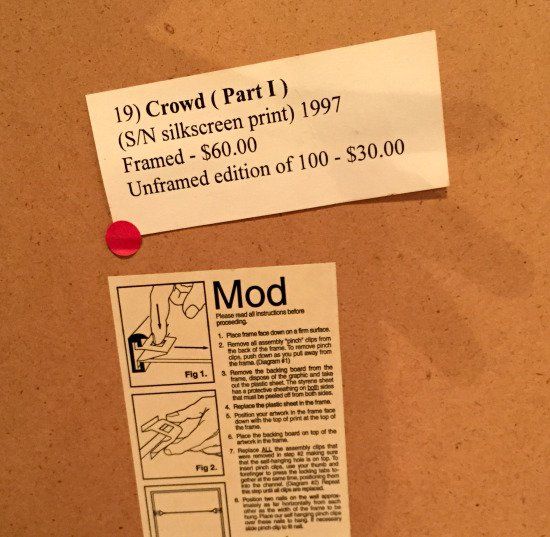 19) Crowd ( Part I )
(S/N silkscreen print) 1997
Framed - $60.00
Unframed edition of 100 - $30.00
Mod
Please read all instructions before
proceeding.
1. Place frame face down on a firm surface.
2. Remove all assembly "pinch" clips from
the back of the frame. To remove pinch
clips, push down as you pull away from
the frame. (Diagram #1)
3. Remove the backing board from the
frame, dispose of the graphic and take
out the plastic sheet. The styrene sheet
has a protective sheathing on both sides
that must be peeled off from both sides.
4. Replace the plastic sheet in the frame.
5. Position your artwork in the frame face
down with the top of print at the top of
the frame.
6. Place the backing board on top of the
artwork in the frame.
7. Replace ALL the assembly clips that
were removed in step #2 making sure
that the self-hanging hole is on top. To
insert pinch clips, use your thumb and
forefinger to press the locking tabs to-
gether at the same time, positioning them
into the channel. (Diagram #2) Repeat
this step until all clips are replaced.
8. Position two nails on the wall approx-
imately as far horizontally from each
other as the width of the frame to be
hung. Place our self hanging pinch clips
over these nails to hang. If necessary
slide pinch clip to fit nail.
Fig 1.
Fig 2.